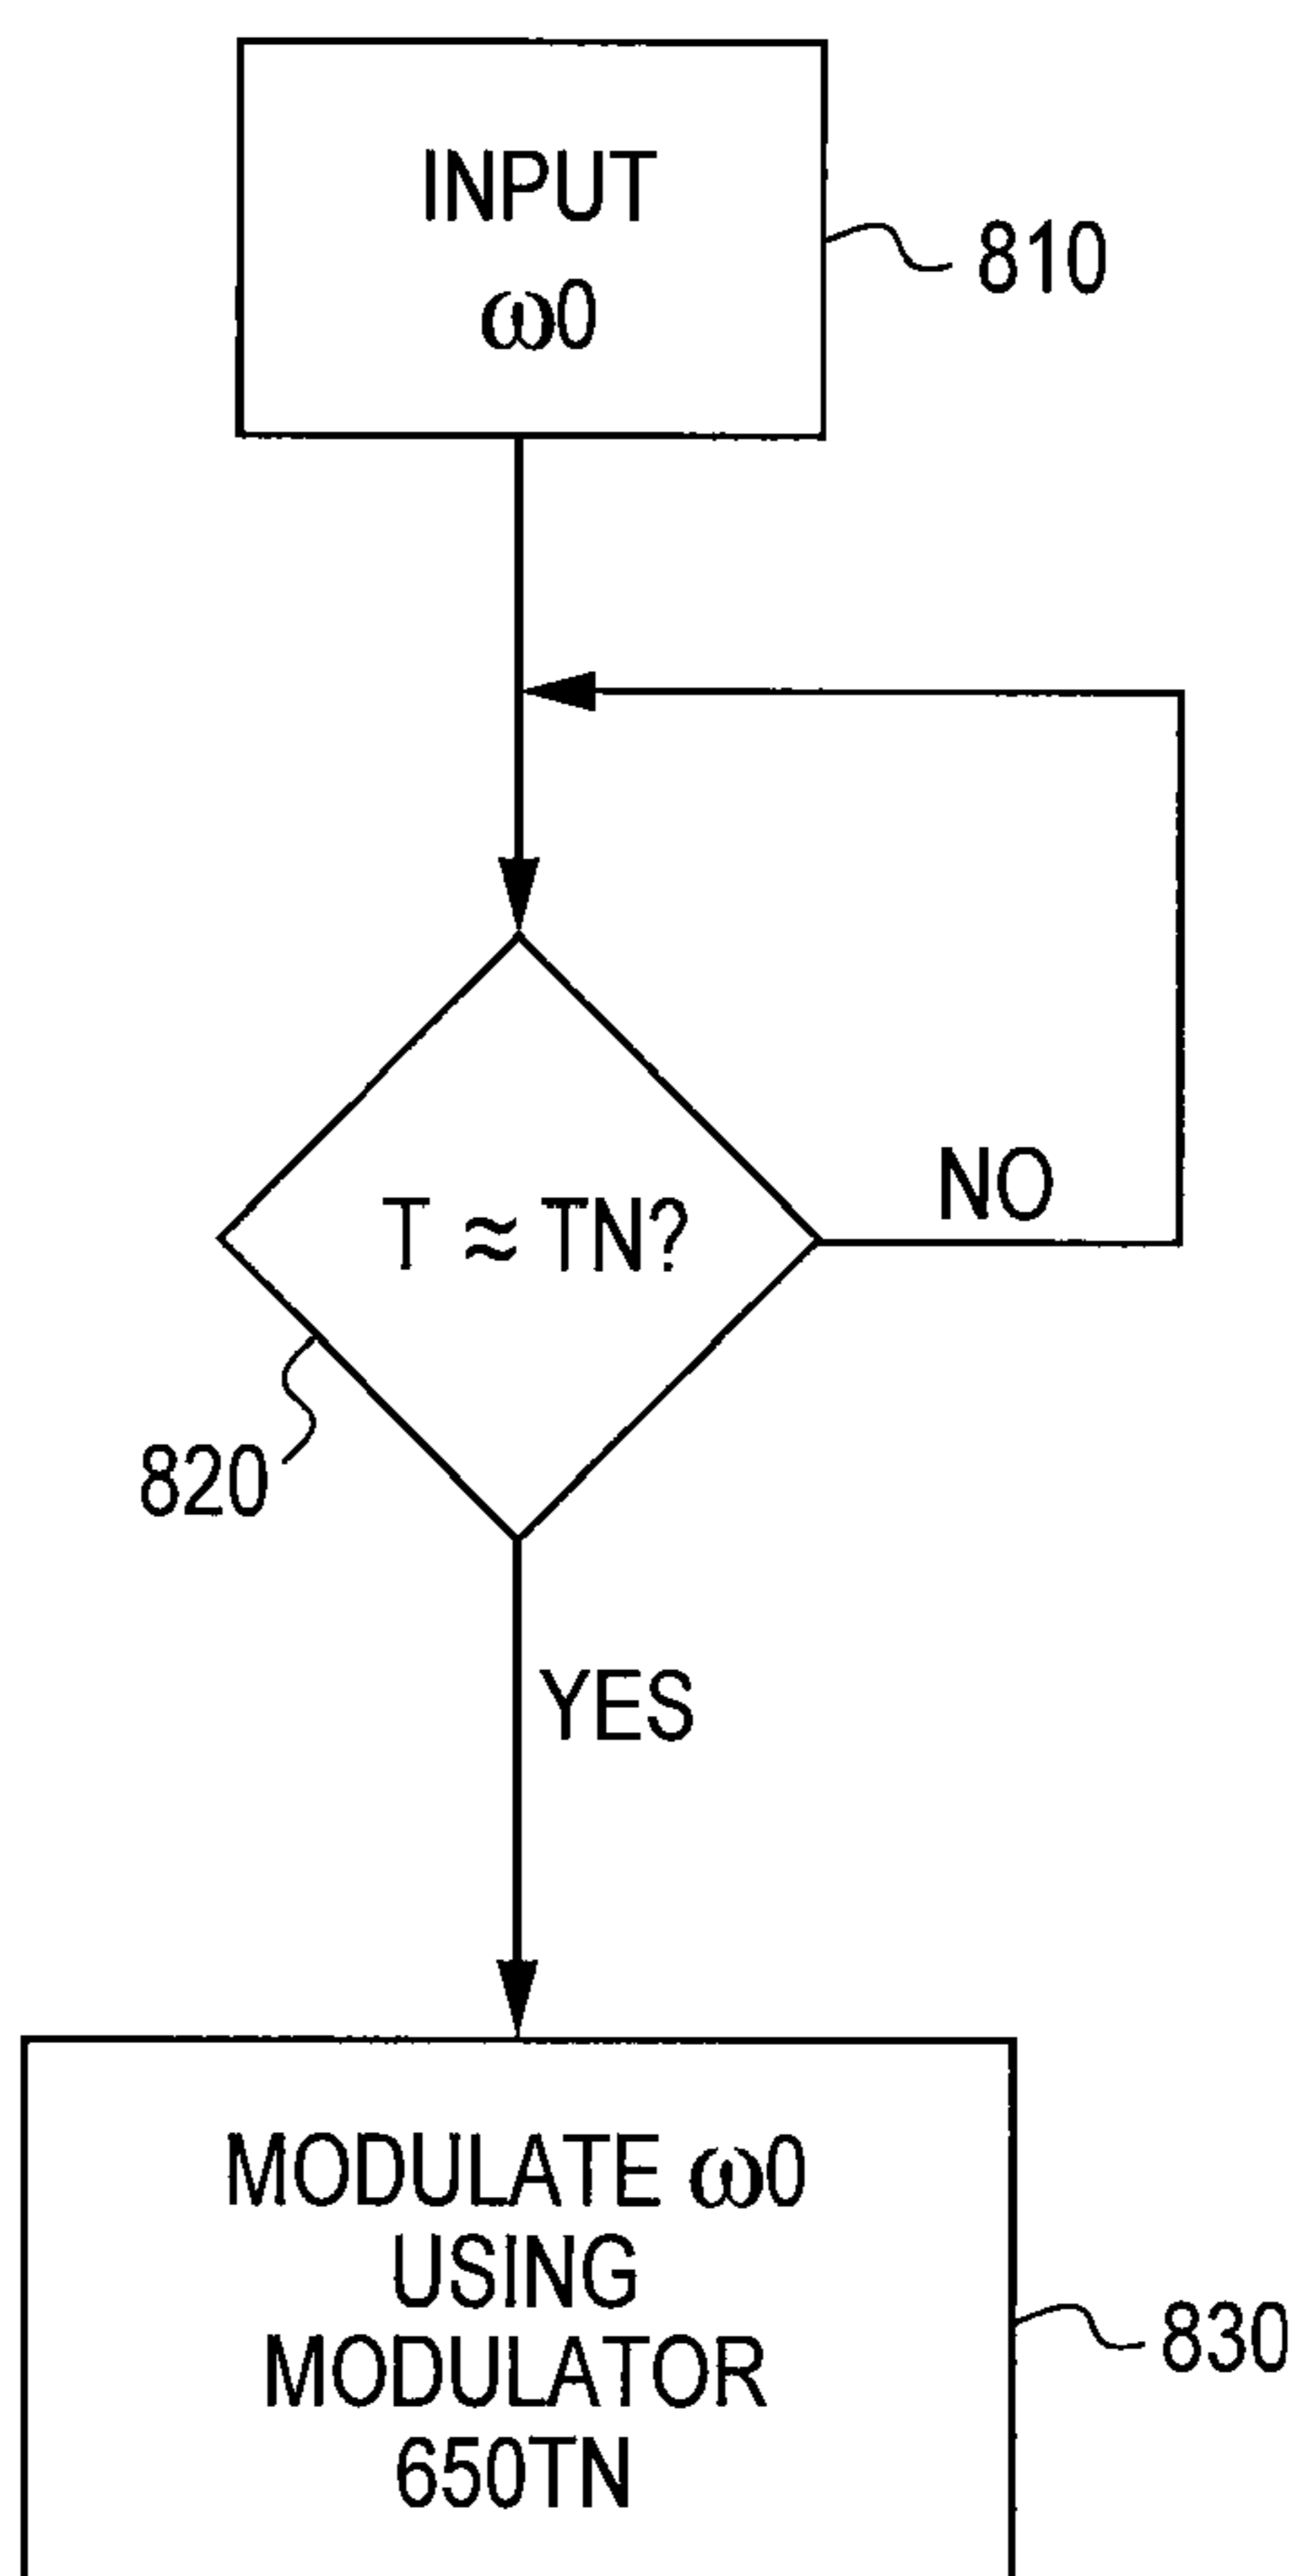 INPUT
ω0
810
T ≈ TN?
NO
820
YES
MODULATE ω0
USING
MODULATOR
650TN
830